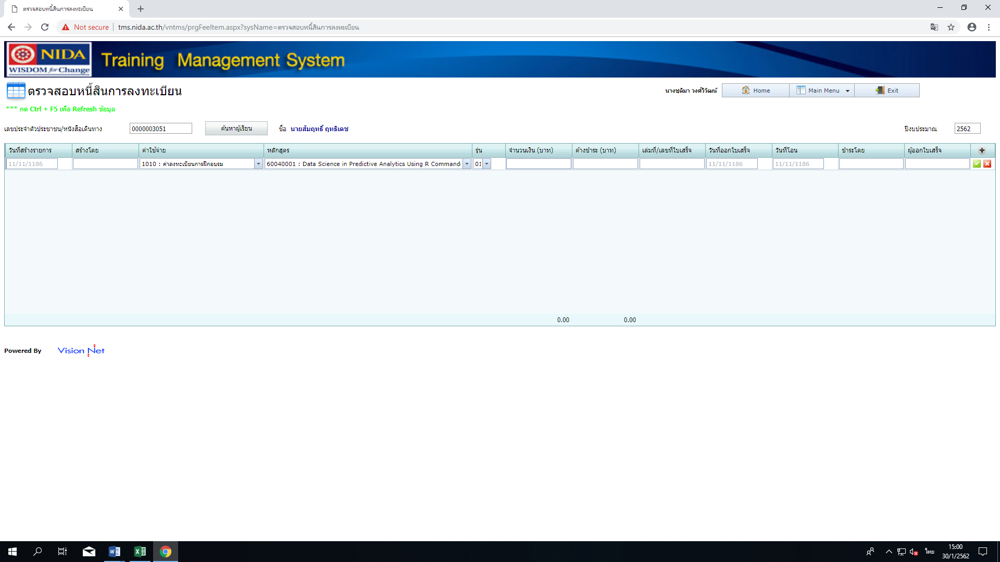 ตรวจสอบหนี้สินการลงทะเบียน
Not secure | tms.nida.ac.th/vntms/prgFeeItem.aspx?sysName=ตรวจสอบหนี้สินการลงทะเบียน
NIDA
WISDOM for Change
Training Management System
ตรวจสอบหนี้สินการลงทะเบียน
นางชุติมา วงศ์วิวัฒน์ Home Main Menu Exit
*** กด Ctrl + F5 เพื่อ Refresh ข้อมูล
เลขประจำตัวประชาชน/หนังสือเดินทาง 0000003051 ค้นหาผู้เรียน ชื่อ นายสัมฤทธิ์ ฤทธิเดช ปีงบประมาณ 2562
วันที่สร้างรายการ สร้างโดย ค่าใช้จ่าย หลักสูตร รุ่น จำนวนเงิน (บาท) ค้างชำระ (บาท) เล่มที่/เลขที่ใบเสร็จ วันที่ออกใบเสร็จ วันที่โอน ชำระโดย ผู้ออกใบเสร็จ
11/11/1186 1010 : ค่าลงทะเบียนการฝึกอบรม 60040001 : Data Science in Predictive Analytics Using R Command 01 11/11/1186 11/11/1186
0.00 0.00
Powered By Vision Net
ไทย 15:00
30/1/2562